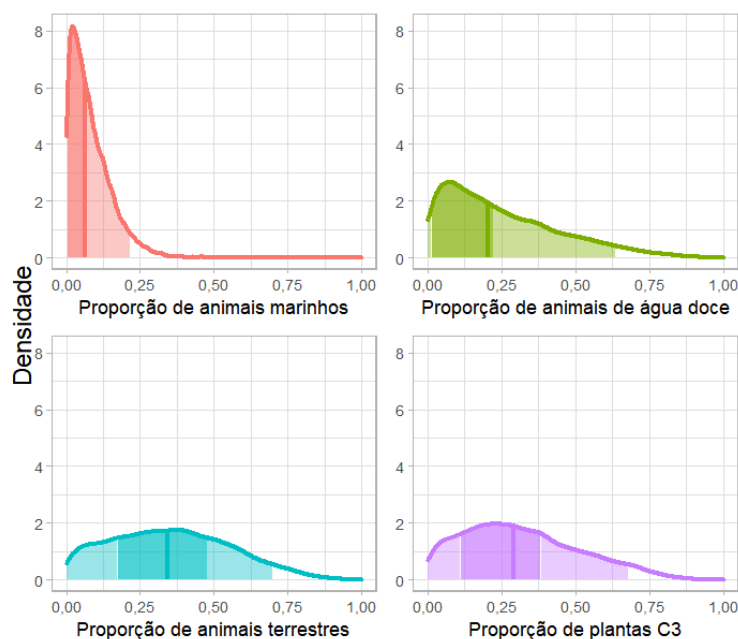 8
6
4
2
0
0,00 0,25 0,50 0,75 1,00
Proporção de animais marinhos
8
6
4
2
0
0,00 0,25 0,50 0,75 1,00
Proporção de animais de água doce
Densidade
8
6
4
2
0
0,00 0,25 0,50 0,75 1,00
Proporção de animais terrestres
8
6
4
2
0
0,00 0,25 0,50 0,75 1,00
Proporção de plantas C3